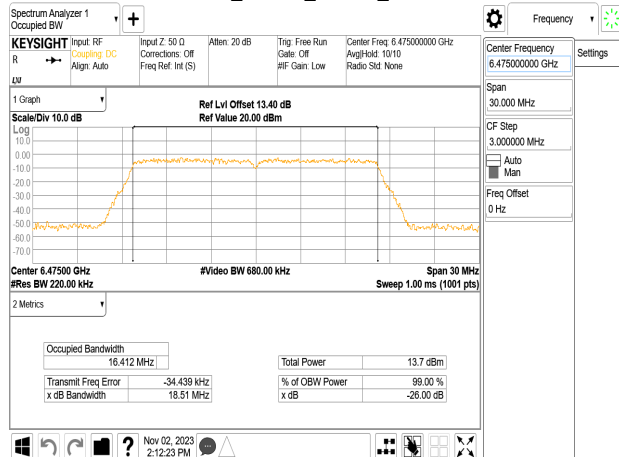 Spectrum Analyzer 1
Occupied BW
KEYSIGHT
R
Input: RF
Coupling: DC
Align: Auto
Input Z: 50 Ω
Corrections: Off
Freq Ref: Int (S)
Atten: 20 dB
Trig: Free Run
Gate: Off
#IF Gain: Low
Center Freq: 6.475000000 GHz
Avg|Hold: 10/10
Radio Std: None
1 Graph
Scale/Div 10.0 dB
Ref Lvl Offset 13.40 dB
Ref Value 20.00 dBm
Log
10.0
0.00
-10.0
-20.0
-30.0
-40.0
-50.0
-60.0
-70.0
Center 6.47500 GHz
#Res BW 220.00 kHz
#Video BW 680.00 kHz
Span 30 MHz
Sweep 1.00 ms (1001 pts)
2 Metrics
Occupied Bandwidth
16.412 MHz
Transmit Freq Error -34.439 kHz
x dB Bandwidth 18.51 MHz
Total Power 13.7 dBm
% of OBW Power 99.00 %
x dB -26.00 dB
Nov 02, 2023
2:12:23 PM
Frequency
Center Frequency
6.475000000 GHz
Settings
Span
30.000 MHz
CF Step
3.000000 MHz
Auto
Man
Freq Offset
0 Hz